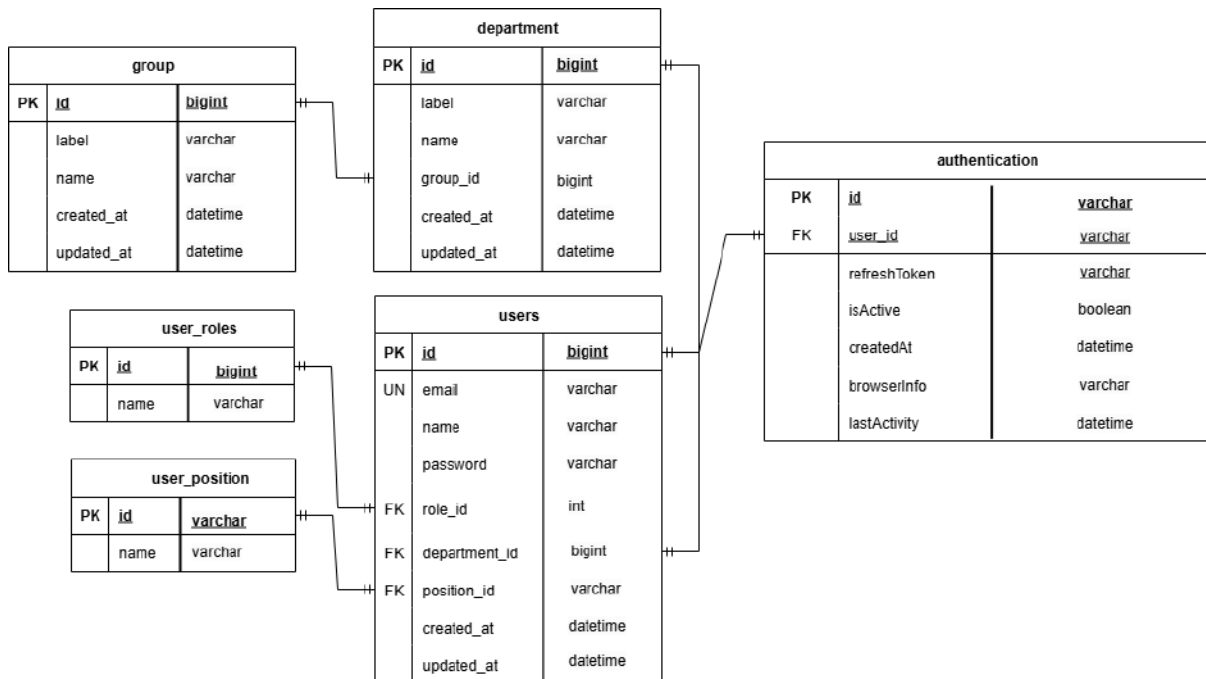 group
PK id bigint
label varchar
name varchar
created_at datetime
updated_at datetime
department
PK id bigint
label varchar
name varchar
group_id bigint
created_at datetime
updated_at datetime
user_roles
PK id bigint
name varchar
user_position
PK id varchar
name varchar
users
PK id bigint
UN email varchar
name varchar
password varchar
FK role_id int
FK department_id bigint
FK position_id varchar
created_at datetime
updated_at datetime
authentication
PK id varchar
FK user_id varchar
refreshToken varchar
isActive boolean
createdAt datetime
browserInfo varchar
lastActivity datetime